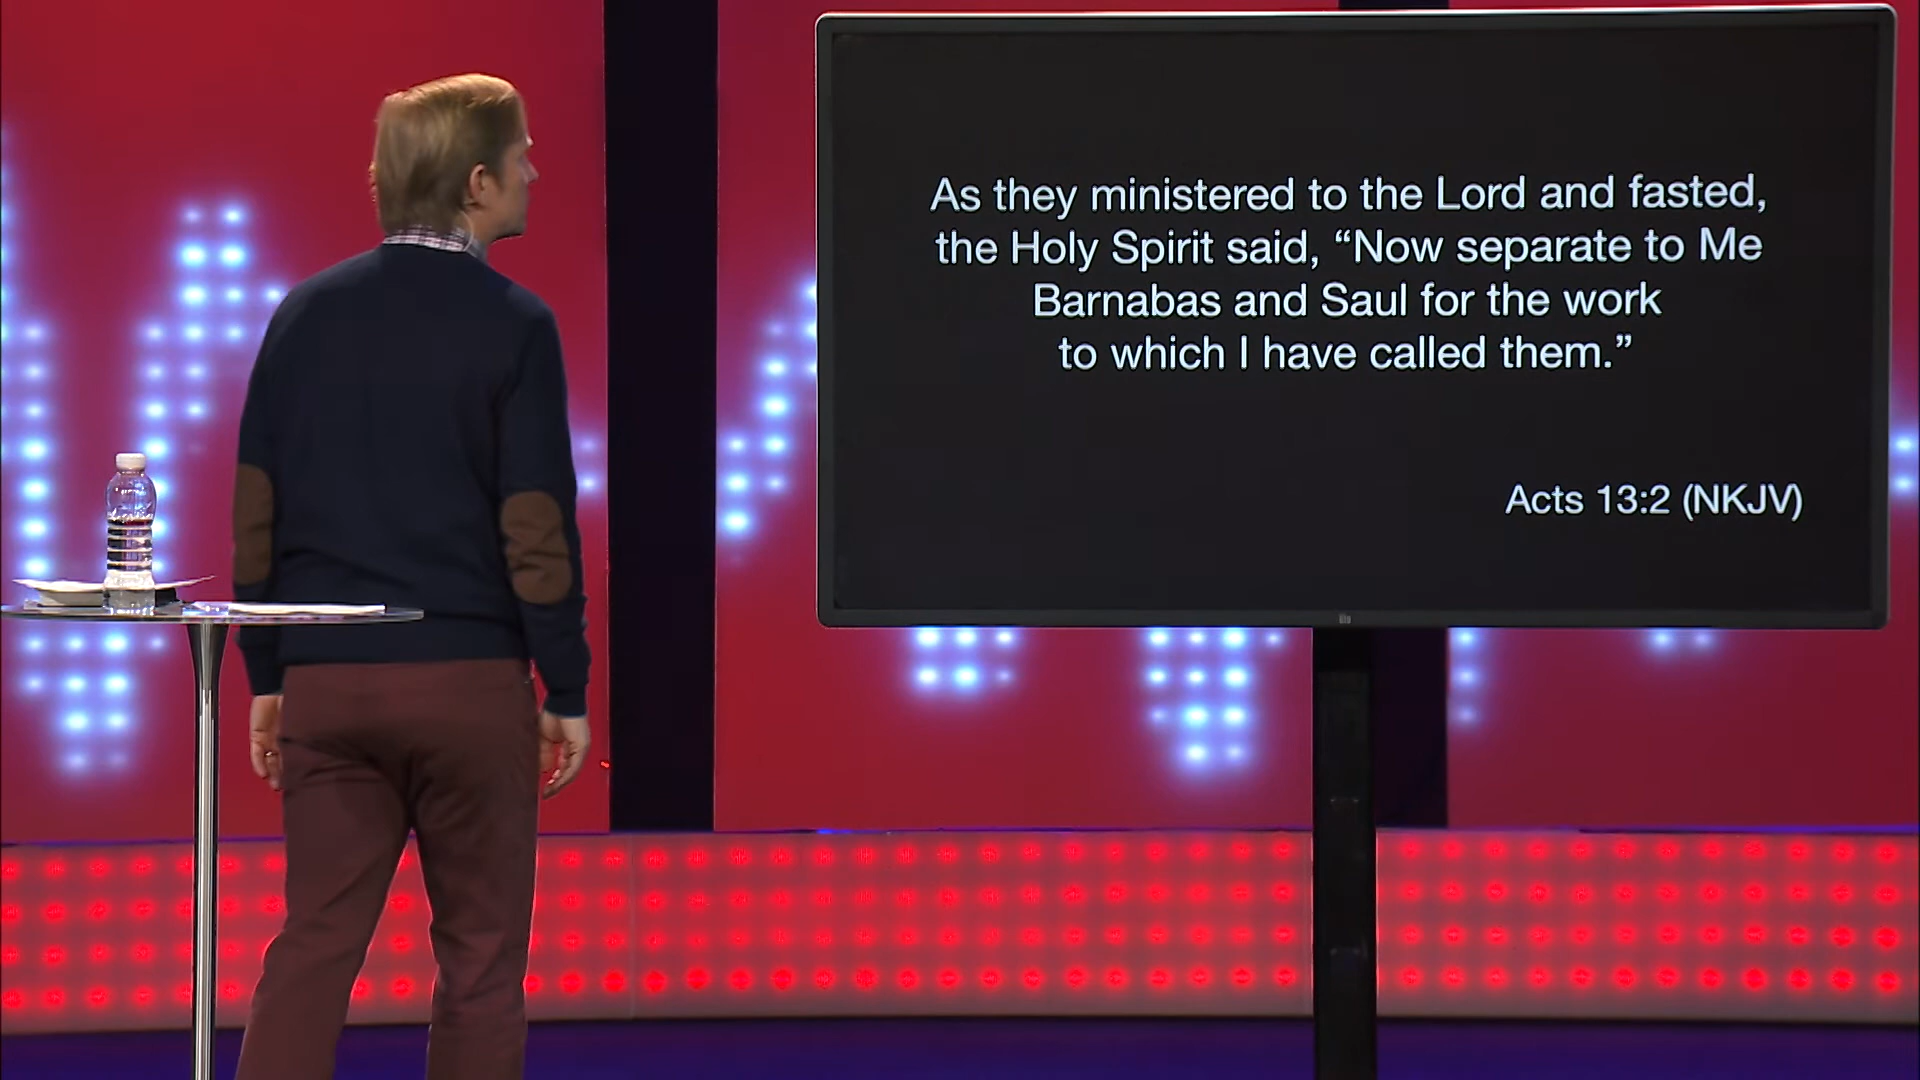 As they ministered to the Lord and fasted,
the Holy Spirit said, “Now separate to Me
Barnabas and Saul for the work
to which I have called them.”
Acts 13:2 (NKJV)